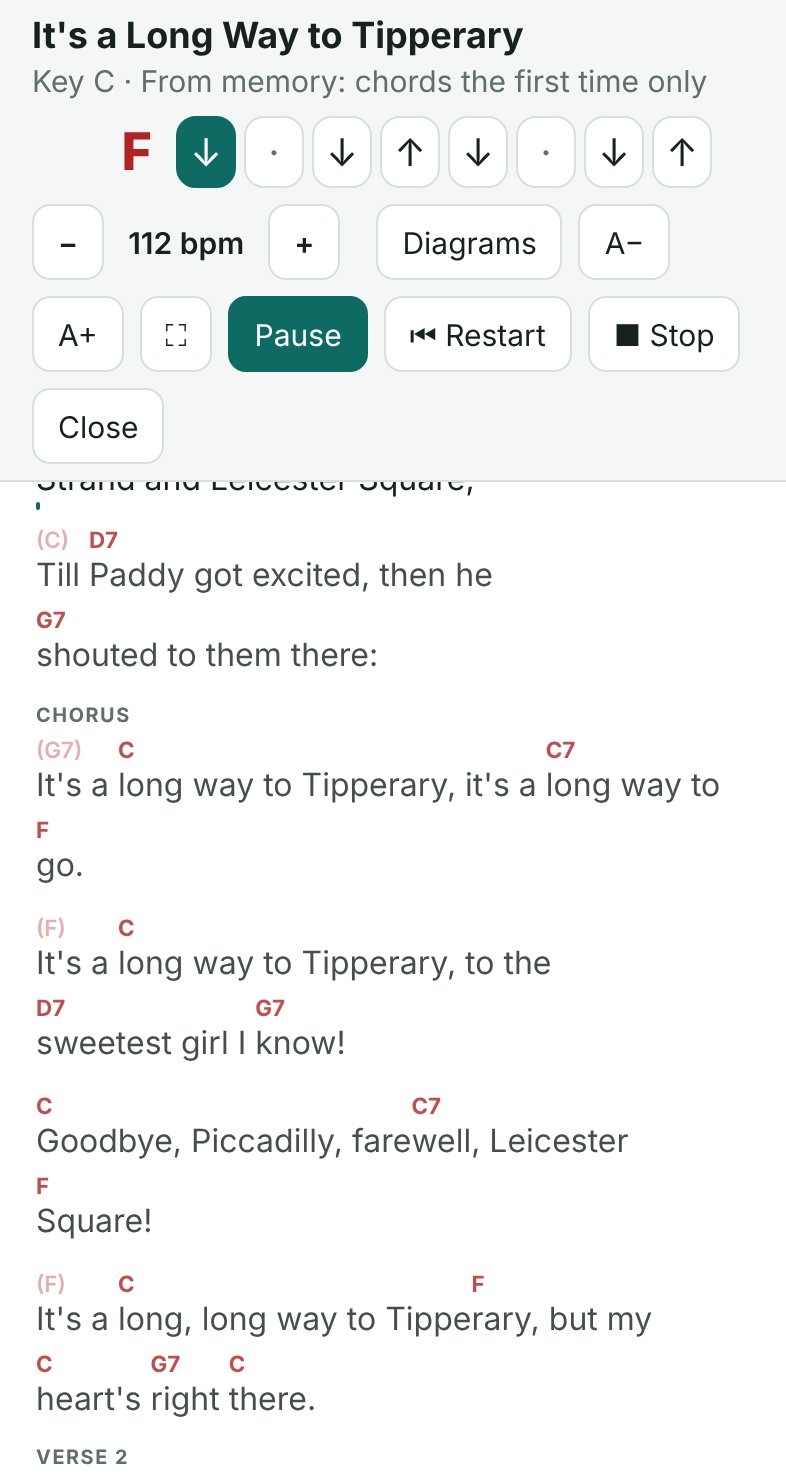 It's a Long Way to Tipperary
Key C · From memory: chords the first time only
F ↓ · ↓ ↑ ↓ · ↓ ↑
− 112 bpm + Diagrams A−
A+ ⛶ Pause ⏮ Restart ■ Stop
Close
Strand and Leicester Square,
(C) D7
Till Paddy got excited, then he
G7
shouted to them there:
CHORUS
(G7) C C7
It's a long way to Tipperary, it's a long way to
F
go.
(F) C
It's a long way to Tipperary, to the
D7 G7
sweetest girl I know!
C C7
Goodbye, Piccadilly, farewell, Leicester
F
Square!
(F) C F
It's a long, long way to Tipperary, but my
C G7 C
heart's right there.
VERSE 2